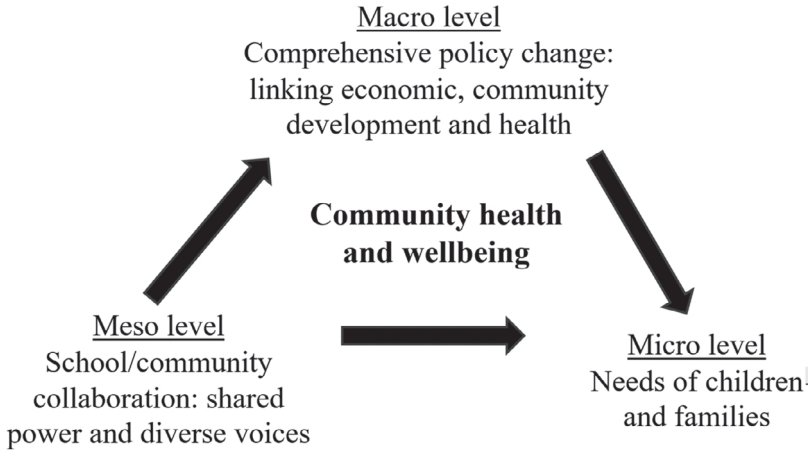 Macro level
Comprehensive policy change:
linking economic, community
development and health
Community health
and wellbeing
Meso level
School/community
collaboration: shared
power and diverse voices
Micro level
Needs of children
and families